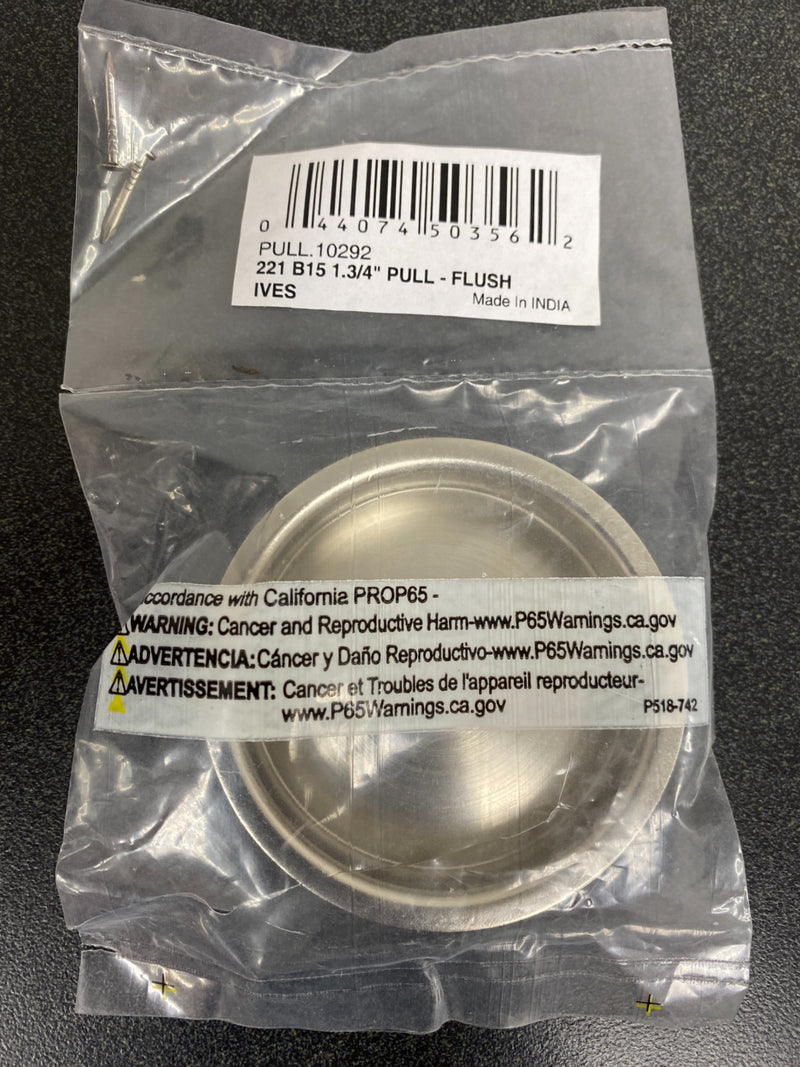 0 44074 50356 2
PULL.10292
221 B15 1.3/4" PULL - FLUSH
IVES
Made In INDIA
ccordance with California PROP65 -
WARNING: Cancer and Reproductive Harm-www.P65Warnings.ca.gov
ADVERTENCIA: Cáncer y Daño Reproductivo-www.P65Warnings.ca.gov
AVERTISSEMENT: Cancer et Troubles de l'appareil reproducteur-
www.P65Warnings.ca.gov
P518-742